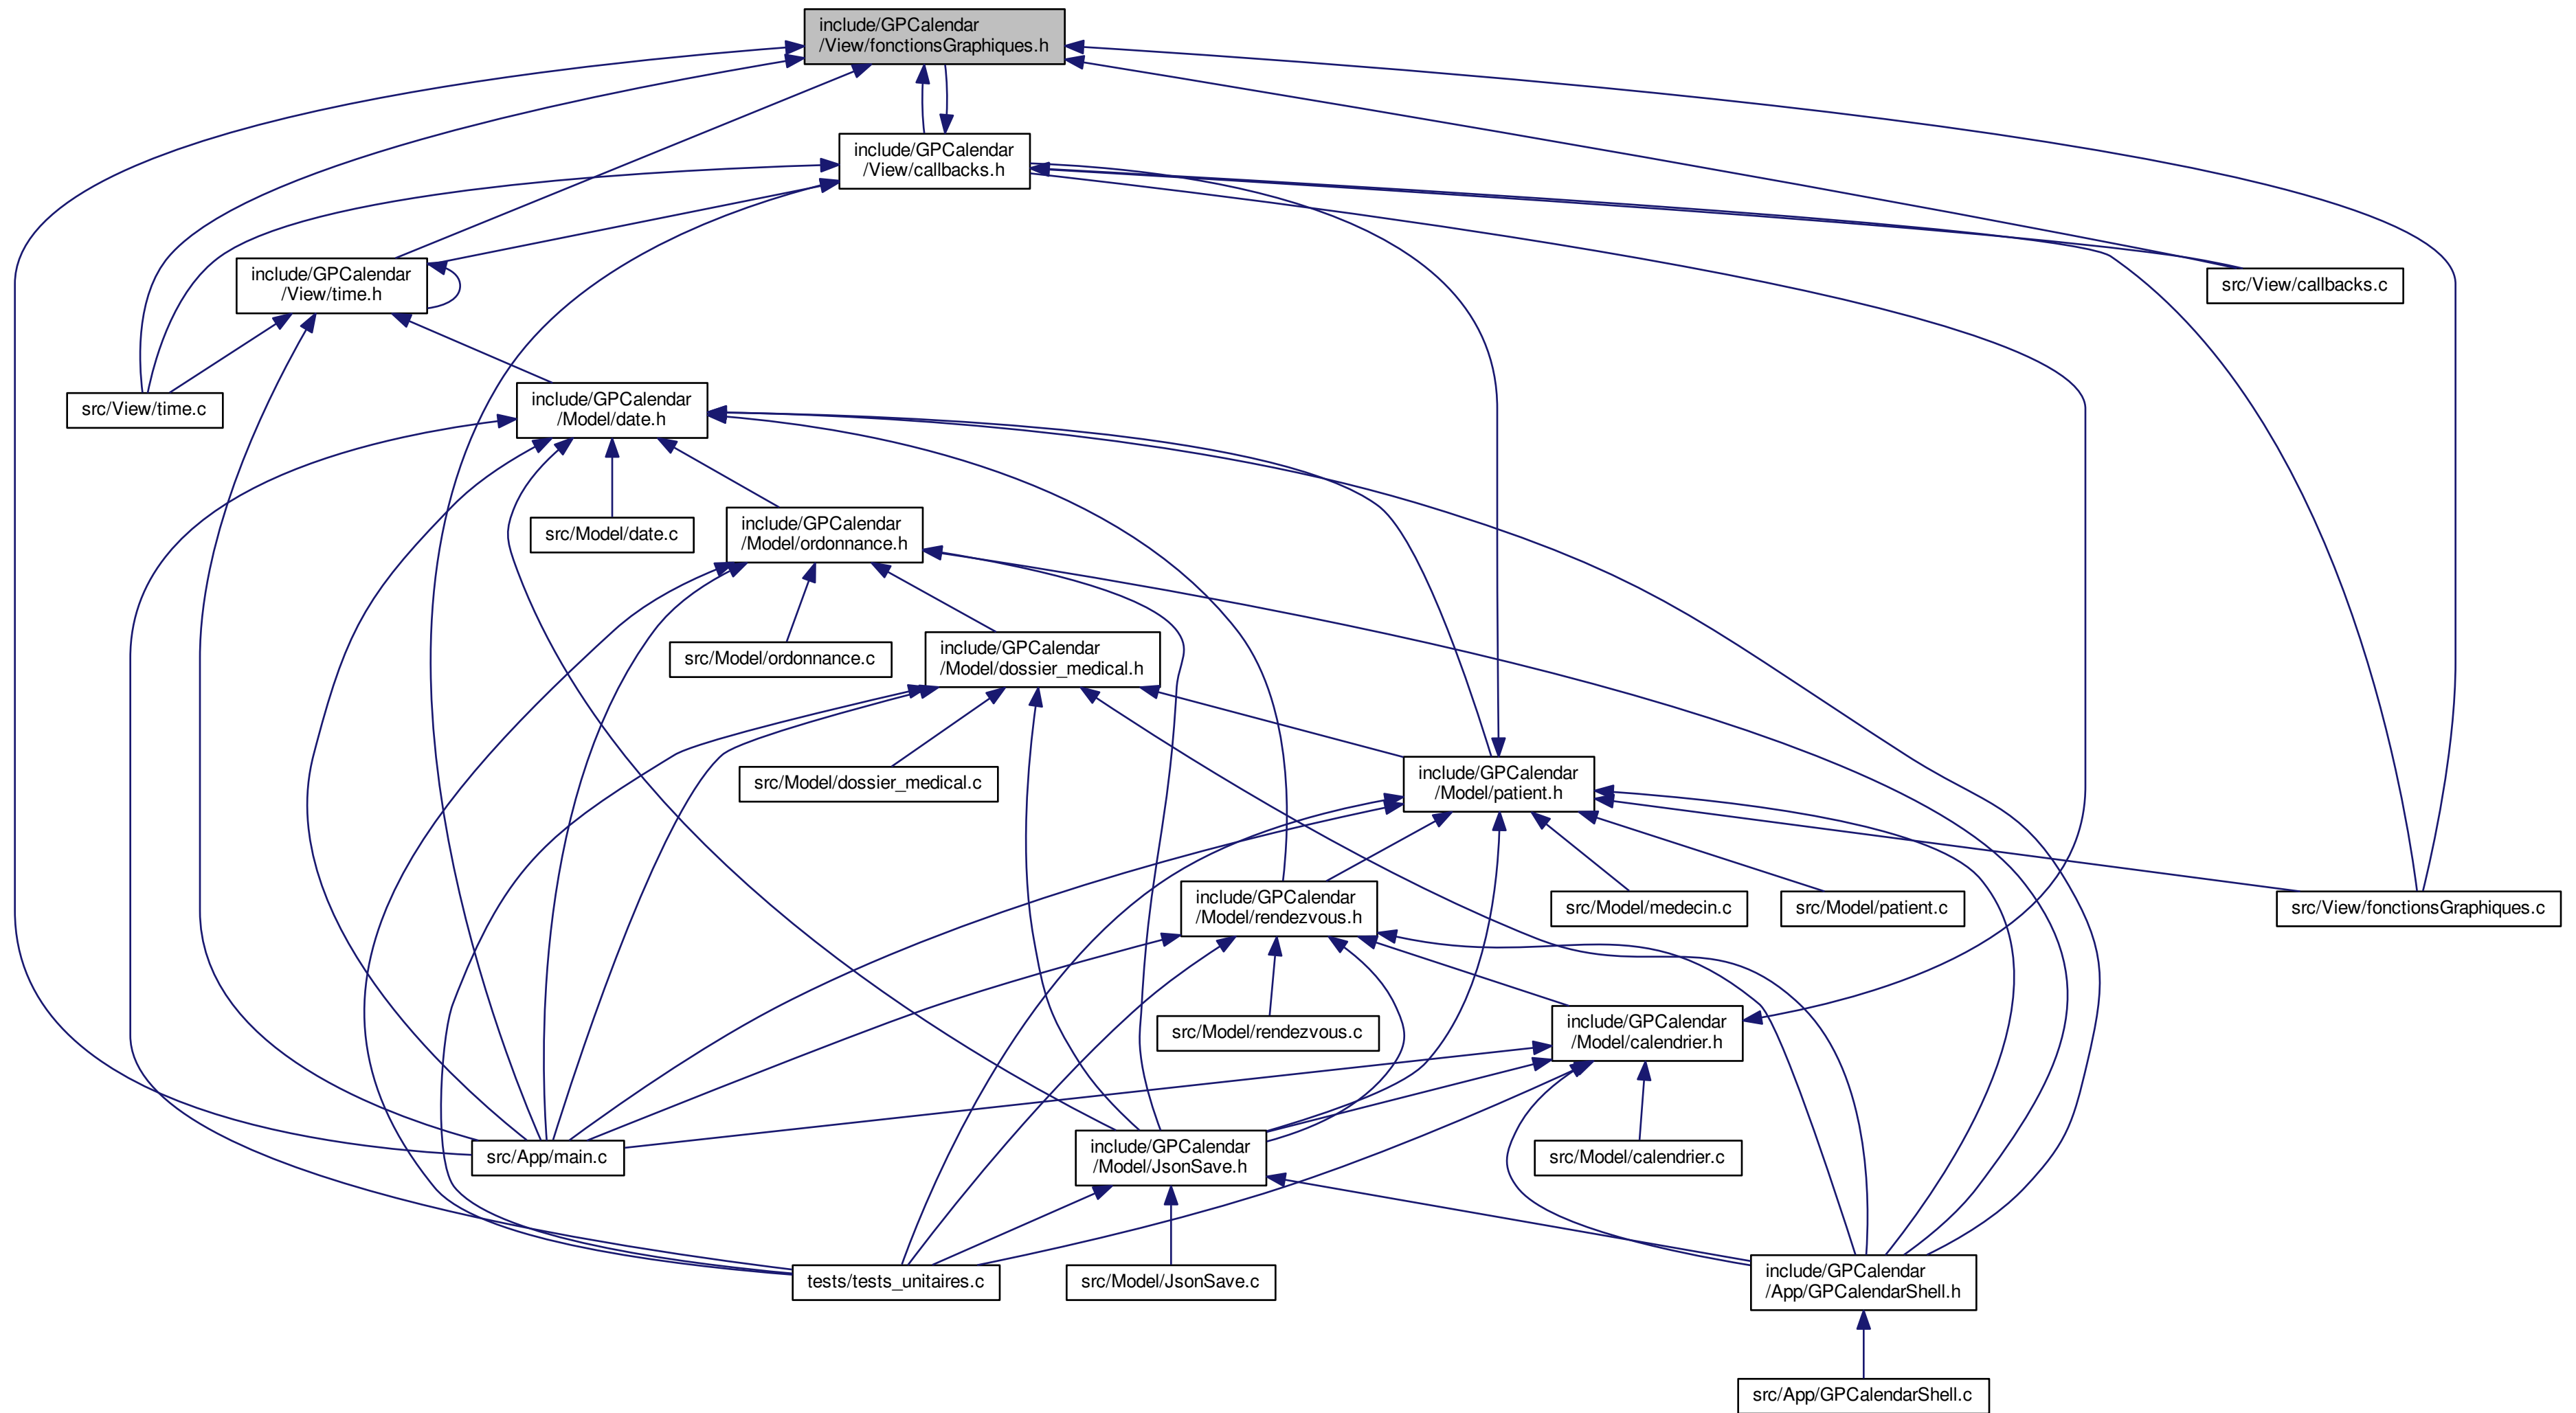 include/GPCalendar
/View/fonctionsGraphiques.h
include/GPCalendar
/View/callbacks.h
include/GPCalendar
/View/time.h
src/View/callbacks.c
src/View/time.c
include/GPCalendar
/Model/date.h
src/Model/date.c
include/GPCalendar
/Model/ordonnance.h
src/Model/ordonnance.c
include/GPCalendar
/Model/dossier_medical.h
src/Model/dossier_medical.c
include/GPCalendar
/Model/patient.h
include/GPCalendar
/Model/rendezvous.h
src/Model/medecin.c
src/Model/patient.c
src/View/fonctionsGraphiques.c
src/Model/rendezvous.c
include/GPCalendar
/Model/calendrier.h
src/App/main.c
include/GPCalendar
/Model/JsonSave.h
src/Model/calendrier.c
tests/tests_unitaires.c
src/Model/JsonSave.c
include/GPCalendar
/App/GPCalendarShell.h
src/App/GPCalendarShell.c